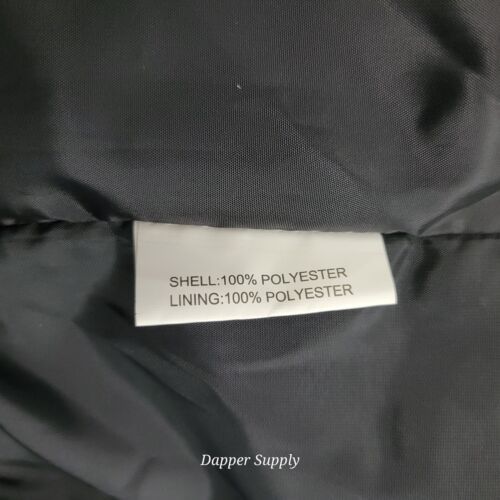 SHELL:100% POLYESTER
LINING:100% POLYESTER
Dapper Supply